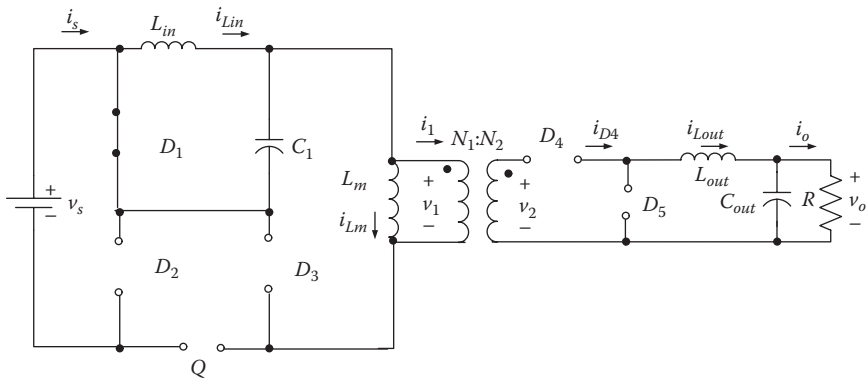 i_s
L_in
i_Lin
D_1
C_1
+
v_s
−
D_2
D_3
Q
L_m
i_Lm
i_1
N_1:N_2
+
v_1
−
+
v_2
−
D_4
i_D4
D_5
i_Lout
L_out
C_out
R
i_o
+
v_o
−